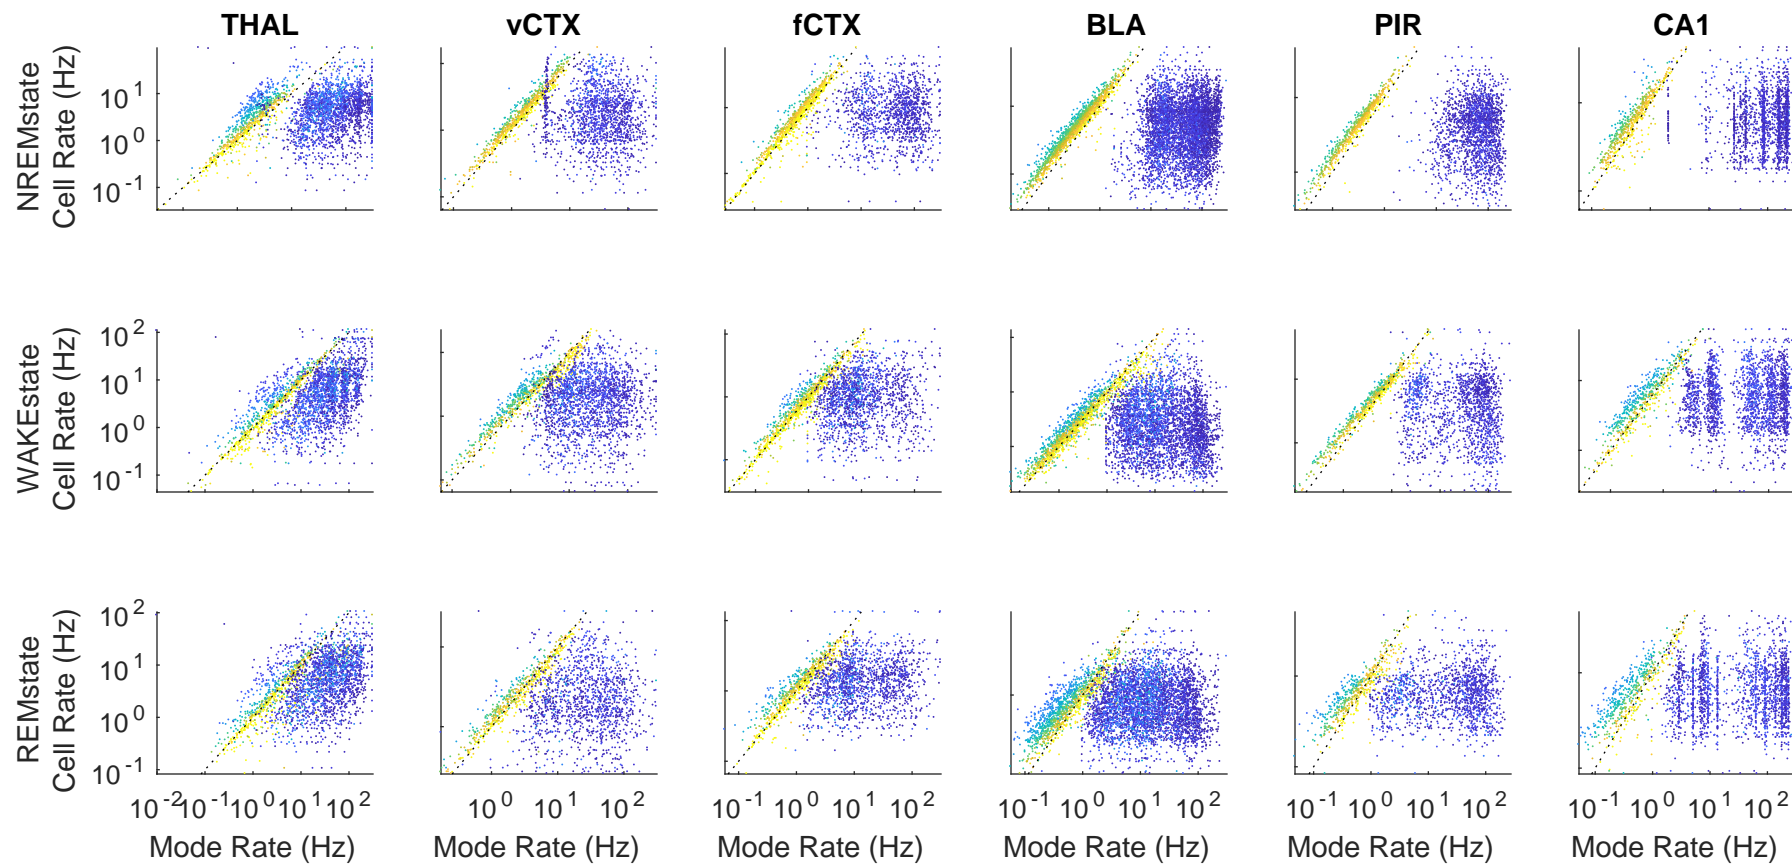 THAL vCTX fCTX BLA PIR CA1
NREMstate
Cell Rate (Hz)
10^1
10^0
10^-1
WAKEstate
Cell Rate (Hz)
10^2
10^1
10^0
10^-1
REMstate
Cell Rate (Hz)
10^2
10^1
10^0
10^-1
10^-2 10^-1 10^0 10^1 10^2 10^0 10^1 10^2 10^-1 10^0 10^1 10^2 10^-1 10^0 10^1 10^2 10^-1 10^0 10^1 10^2 10^-1 10^0 10^1 10^2
Mode Rate (Hz) Mode Rate (Hz) Mode Rate (Hz) Mode Rate (Hz) Mode Rate (Hz) Mode Rate (Hz)